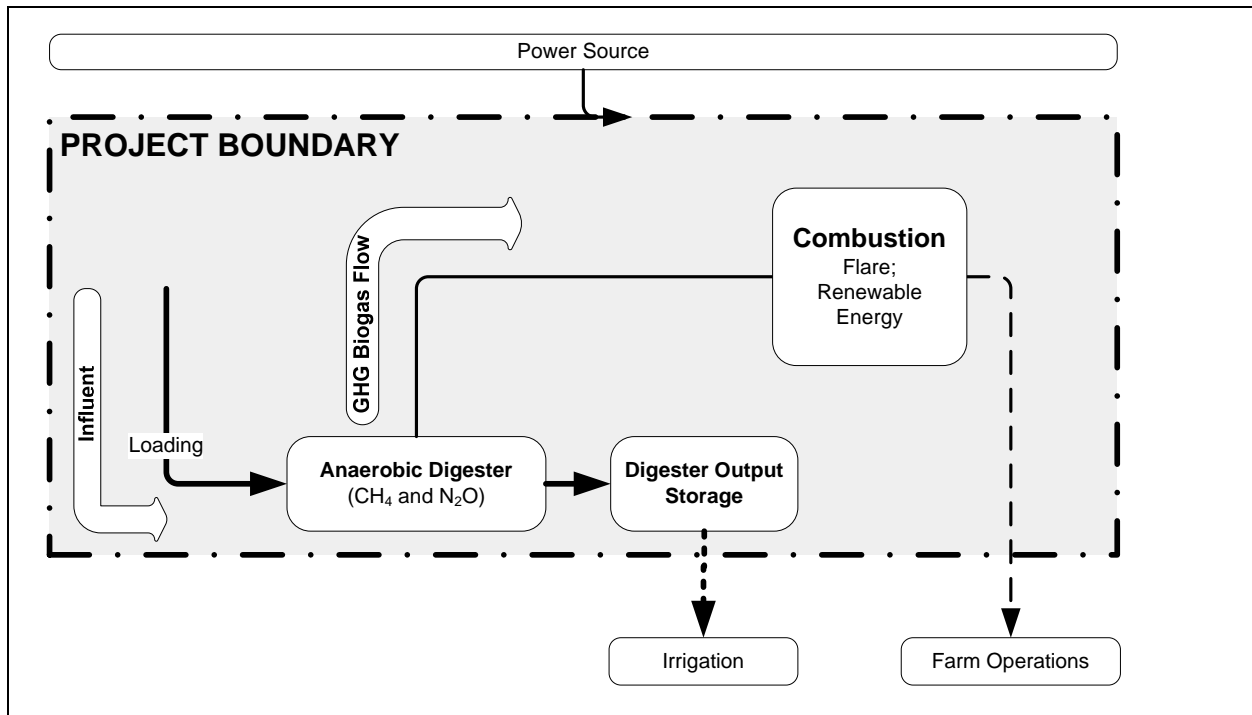 Power Source
PROJECT BOUNDARY
GHG Biogas Flow
Combustion
Flare;
Renewable
Energy
Influent
Loading
Anaerobic Digester
(CH₄ and N₂O)
Digester Output
Storage
Irrigation
Farm Operations